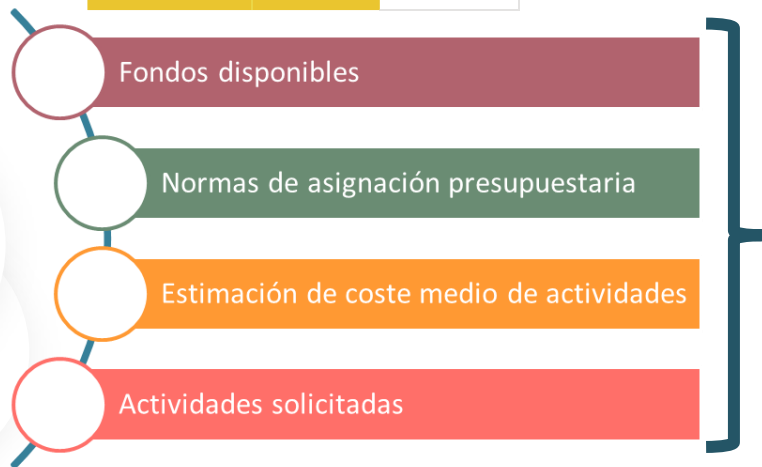 Fondos disponibles
Normas de asignación presupuestaria
Estimación de coste medio de actividades
Actividades solicitadas